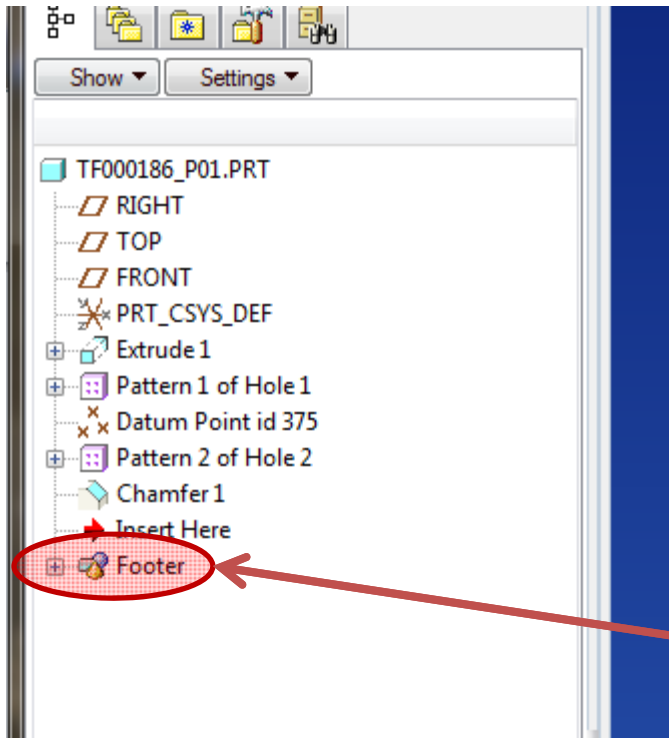 Show Settings
TF000186_P01.PRT
RIGHT
TOP
FRONT
PRT_CSYS_DEF
Extrude 1
Pattern 1 of Hole 1
Datum Point id 375
Pattern 2 of Hole 2
Chamfer 1
Insert Here
Footer